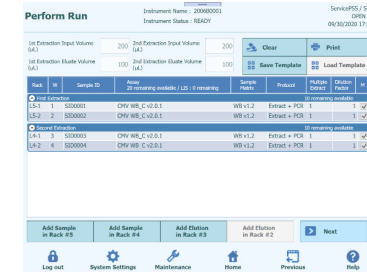 Perform Run
Instrument Name : 2006B0001
Instrument Status : READY
ServicePS5 / S
OPEN
09/30/2020 17:
1st Extraction Input Volume (uL) 200 2nd Extraction Input Volume (uL) 200 Clear Print
1st Extraction Eluate Volume (uL) 100 2nd Extraction Eluate Volume (uL) 100 Save Template Load Template
Rack W Sample ID Assay 20 remaining available / LIS : 0 remaining Sample Matrix Protocol Multiple Extract Dilution Factor M
First Extraction 10 remaining available
L5-1 1 SID0001 CMV WB_C v2.0.1 WB v1.2 Extract + PCR 1 1
L5-2 2 SID0002 CMV WB_C v2.0.1 WB v1.2 Extract + PCR 1 1
Second Extraction 10 remaining available
L4-1 3 SID0003 CMV WB_C v2.0.1 WB v1.2 Extract + PCR 1 1
L4-2 4 SID0004 CMV WB_C v2.0.1 WB v1.2 Extract + PCR 1 1
Add Sample in Rack #5 Add Sample in Rack #4 Add Elution in Rack #3 Add Elution in Rack #2 Next
Log out System Settings Maintenance Home Previous Help